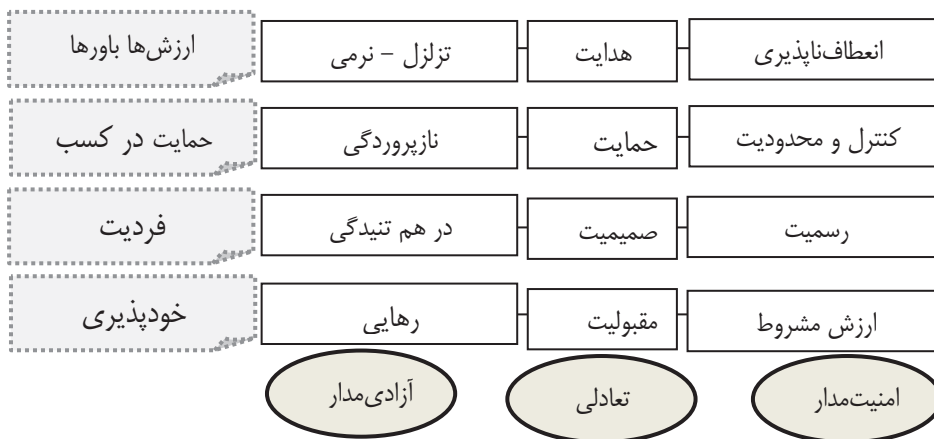 انعطاف‌ناپذیری
هدایت
تزلزل – نرمی
ارزش‌ها باورها
کنترل و محدودیت
حمایت
نازپروردگی
حمایت در کسب
رسمیت
صمیمیت
در هم تنیدگی
فردیت
ارزش مشروط
مقبولیت
رهایی
خودپذیری
امنیت‌مدار
تعادلی
آزادی‌مدار